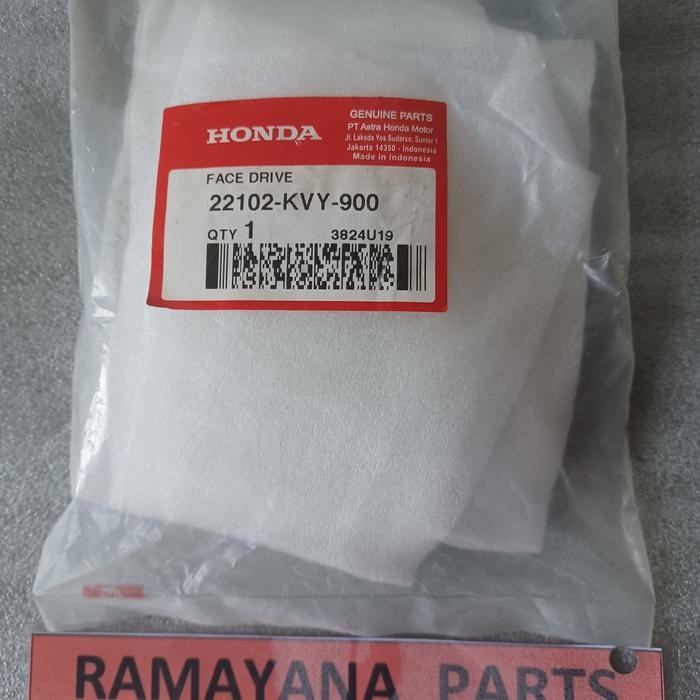 HONDA
GENUINE PARTS
PT Astra Honda Motor
Jl. Laksda Yos Sudarso, Sunter 1
Jakarta 14350 - Indonesia
Made in Indonesia
FACE DRIVE
22102-KVY-900
QTY 1 3824U19
RAMAYANA PARTS